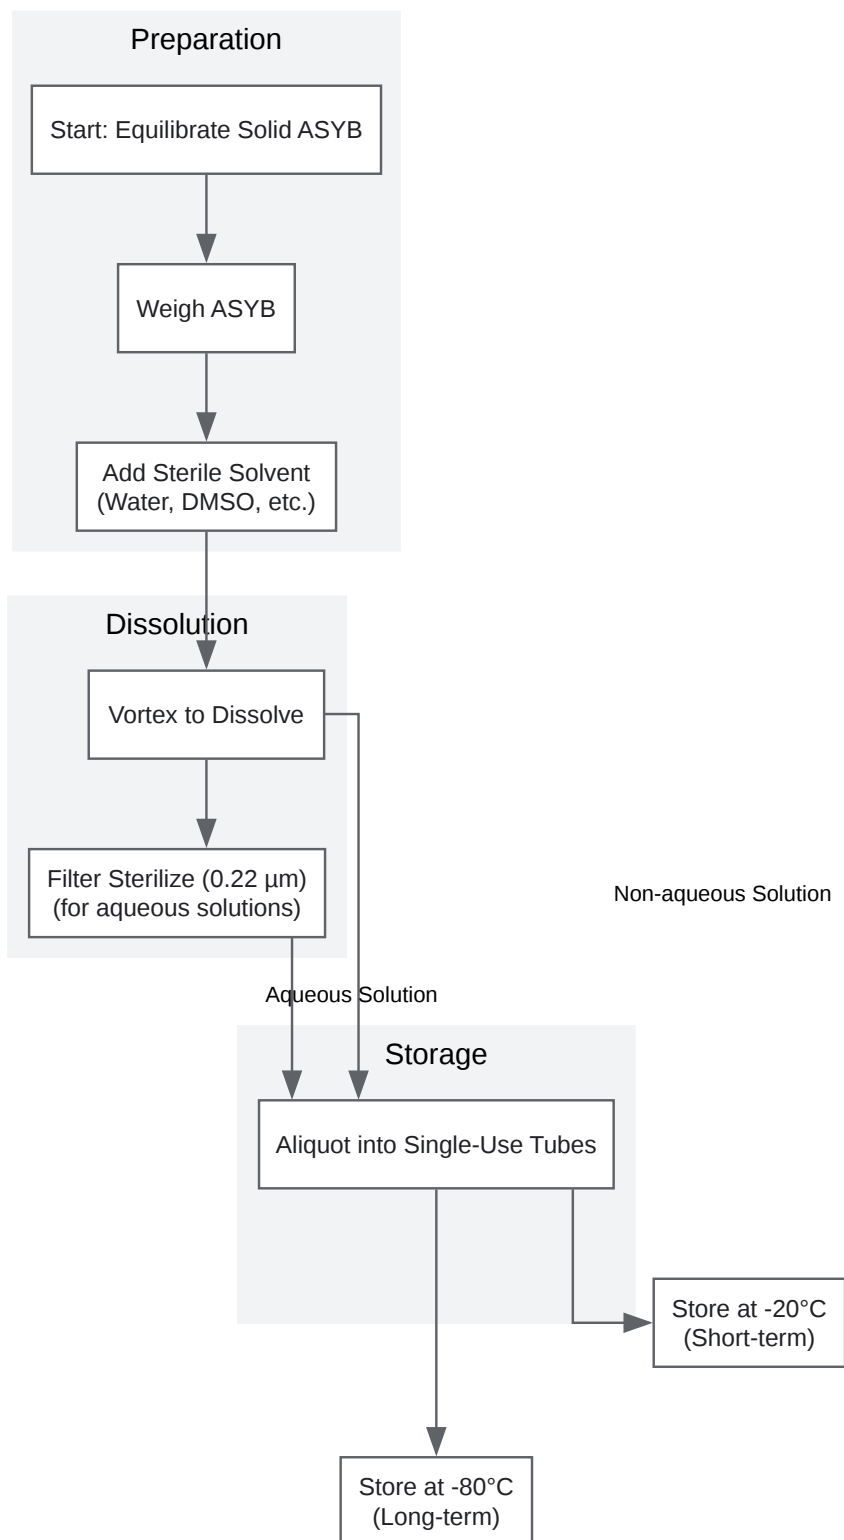 Preparation
Start: Equilibrate Solid ASYB
Weigh ASYB
Add Sterile Solvent
(Water, DMSO, etc.)
Dissolution
Vortex to Dissolve
Filter Sterilize (0.22 µm)
(for aqueous solutions)
Non-aqueous Solution
Aqueous Solution
Storage
Aliquot into Single-Use Tubes
Store at -20°C
(Short-term)
Store at -80°C
(Long-term)